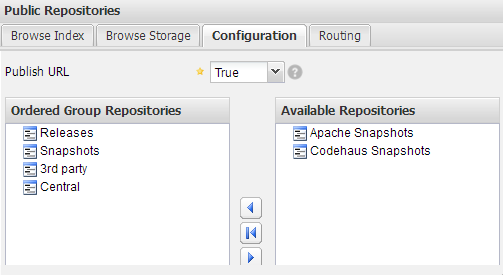 Public Repositories
Browse Index Browse Storage Configuration Routing
Publish URL True
Ordered Group Repositories
Releases
Snapshots
3rd party
Central
Available Repositories
Apache Snapshots
Codehaus Snapshots